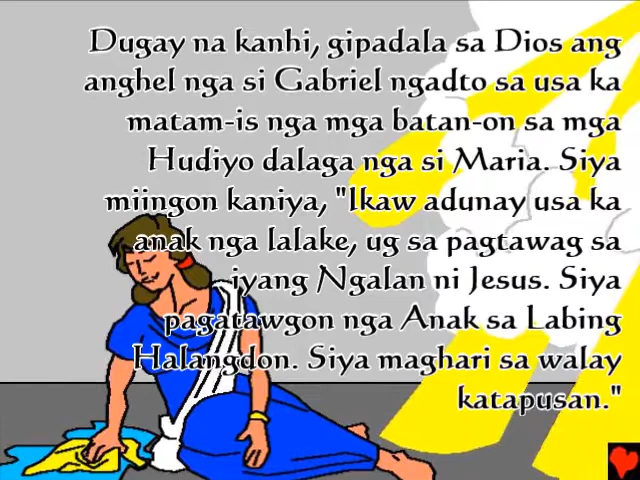 Dugay na kanhi, gipadala sa Dios ang
anghel nga si Gabriel ngadto sa usa ka
matam-is nga mga batan-on sa mga
Hudiyo dalaga nga si Maria. Siya
miingon kaniya, "Ikaw adunay usa ka
anak nga lalake, ug sa pagtawag sa
iyang Ngalan ni Jesus. Siya
pagatawgon nga Anak sa Labing
Halangdon. Siya maghari sa walay
katapusan."